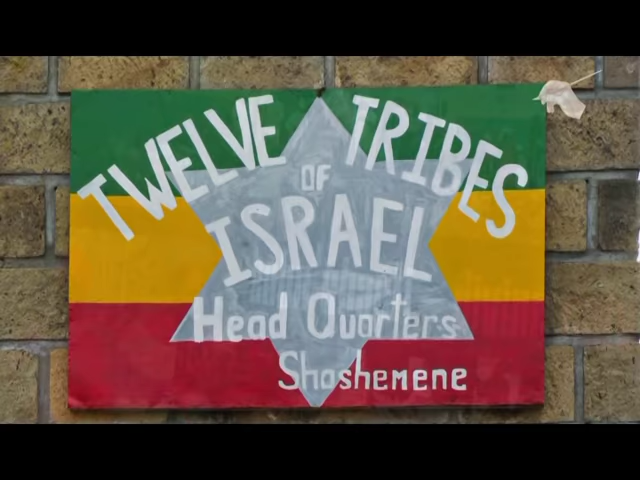 TWELVE TRIBES
OF
ISRAEL
Head Quarters
Shashemene